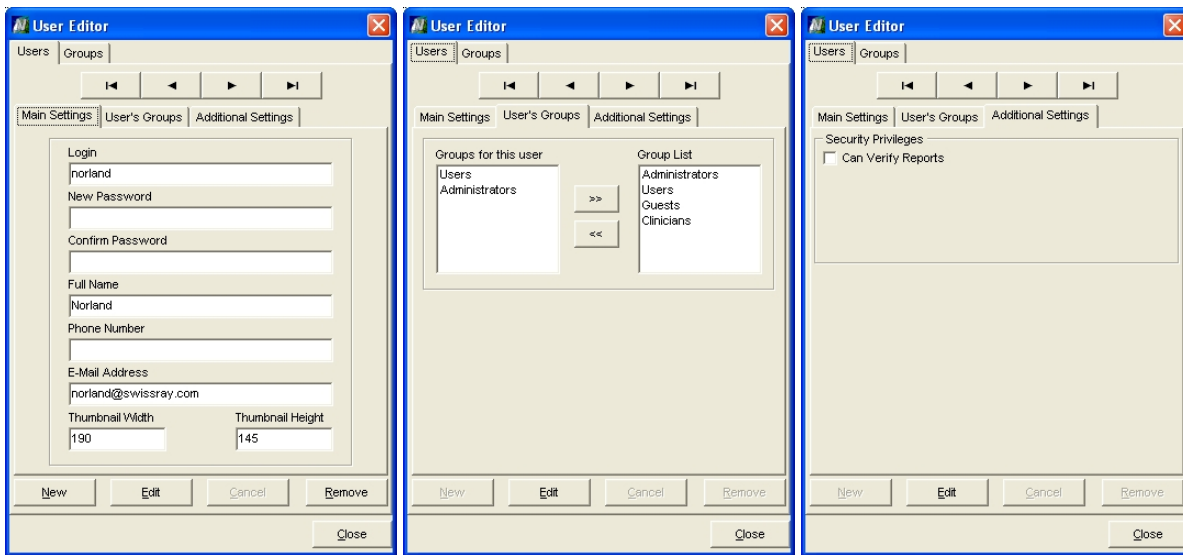 User Editor
Users Groups
Main Settings User's Groups Additional Settings
Login
norland
New Password
Confirm Password
Full Name
Norland
Phone Number
E-Mail Address
norland@swissray.com
Thumbnail Width Thumbnail Height
190 145
New Edit Cancel Remove
Close
User Editor
Users Groups
Main Settings User's Groups Additional Settings
Groups for this user Group List
Users
Administrators
>>
<<
Administrators
Users
Guests
Clinicians
New Edit Cancel Remove
Close
User Editor
Users Groups
Main Settings User's Groups Additional Settings
Security Privileges
Can Verify Reports
New Edit Cancel Remove
Close